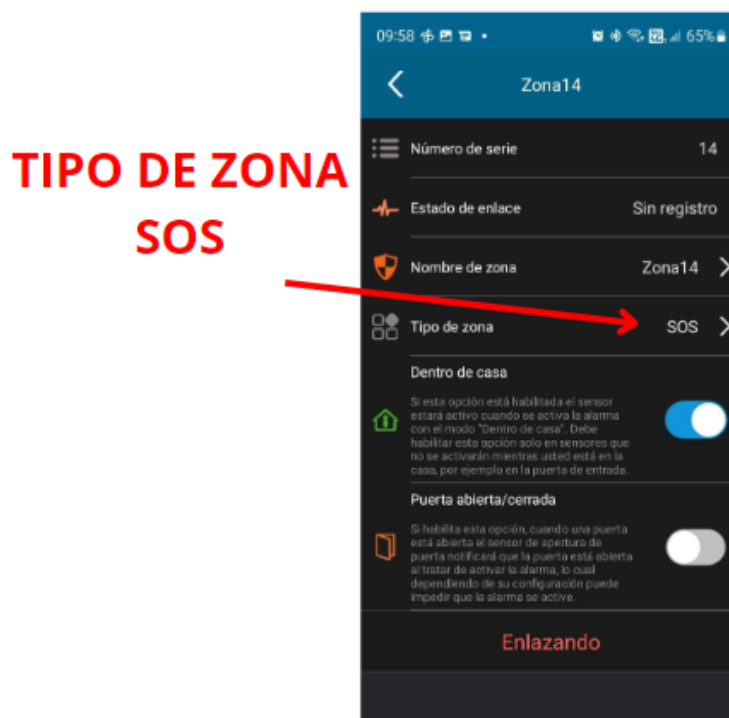 09:58
65%
Zona14
TIPO DE ZONA
SOS
Número de serie 14
Estado de enlace Sin registro
Nombre de zona Zona14
Tipo de zona SOS
Dentro de casa
Si esta opción está habilitada el sensor
estará activo cuando se activa la alarma
con el modo "Dentro de casa". Debe
habilitar esta opción solo en sensores que
no se activarán mientras usted está en la
casa, por ejemplo en la puerta de entrada.
Puerta abierta/cerrada
Si habilita esta opción, cuando una puerta
está abierta el sensor de apertura de
puerta notificará que la puerta está abierta
al tratar de activar la alarma, lo cual
dependiendo de su configuración puede
impedir que la alarma se active.
Enlazando